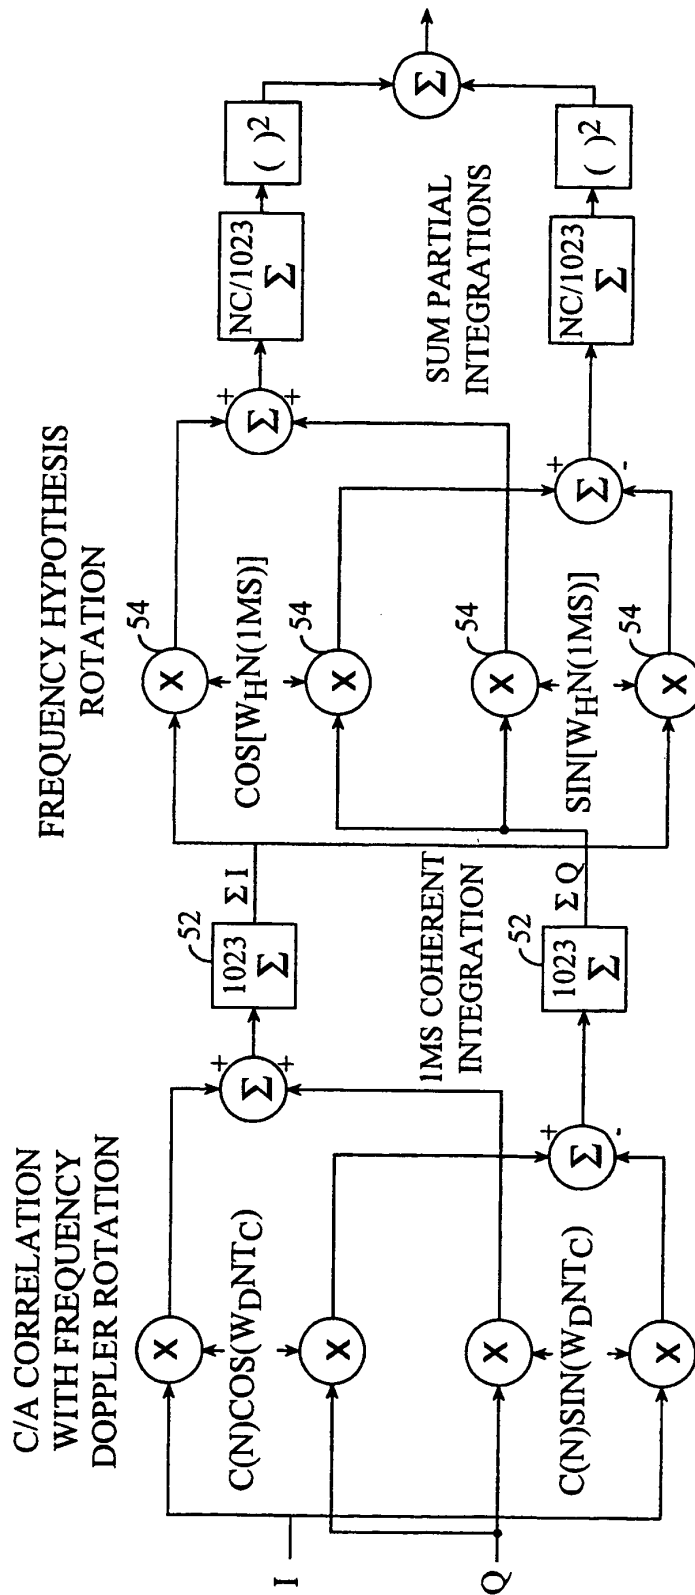 C/A CORRELATION
WITH FREQUENCY
DOPPLER ROTATION
I
Q
X
C(N)COS(WDNTC)
X
X
C(N)SIN(WDNTC)
X
+
Σ
+
+
Σ
-
52
1023
Σ
ΣI
1MS COHERENT
INTEGRATION
52
1023
Σ
ΣQ
FREQUENCY HYPOTHESIS
ROTATION
X
54
COS[WHN(1MS)]
X
54
X
54
SIN[WHN(1MS)]
X
54
+
Σ
+
+
Σ
-
NC/1023
Σ
( )2
SUM PARTIAL
INTEGRATIONS
NC/1023
Σ
( )2
Σ